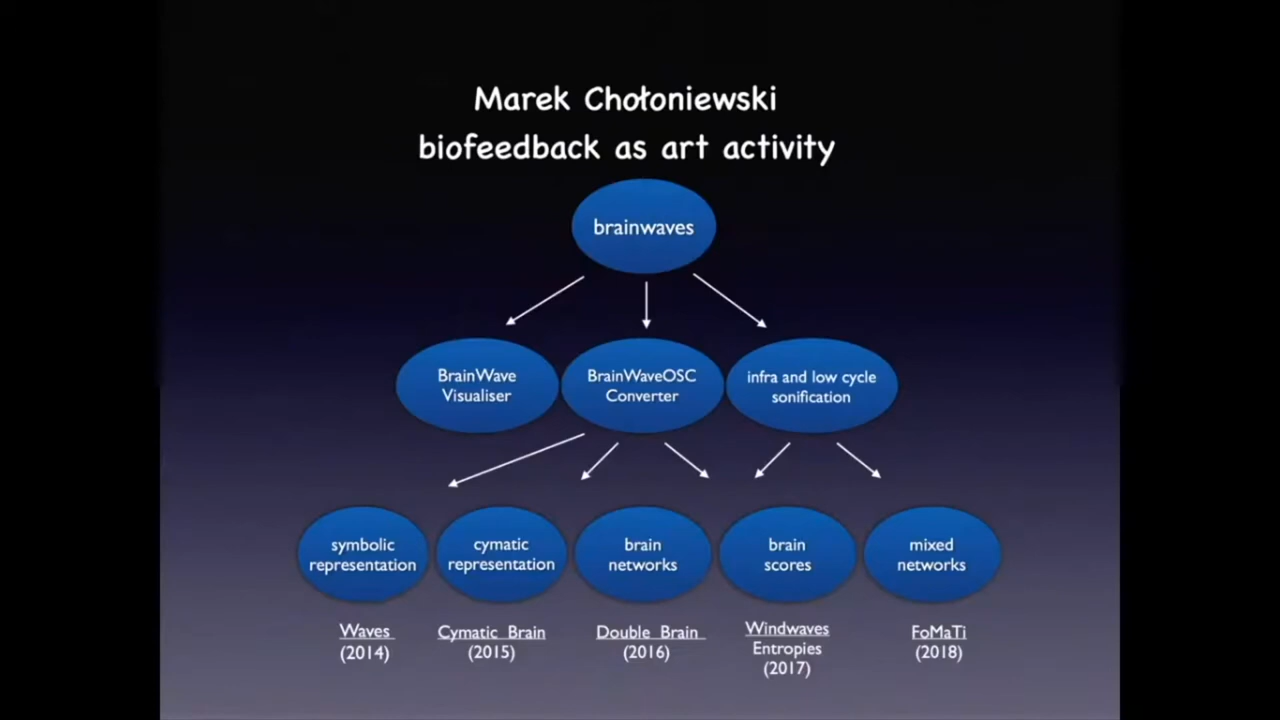 Marek Chołoniewski
biofeedback as art activity
brainwaves
BrainWave
Visualiser
BrainWaveOSC
Converter
infra and low cycle
sonification
symbolic
representation
cymatic
representation
brain
networks
brain
scores
mixed
networks
Waves
(2014)
Cymatic Brain
(2015)
Double Brain
(2016)
Windwaves
Entropies
(2017)
FoMaTi
(2018)